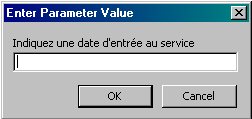 Enter Parameter Value
Indiquez une date d'entrée au service
OK
Cancel